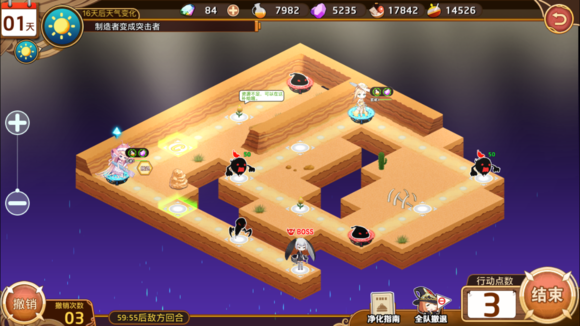 01天
16天后天气变化
制造者变成突击者
84
7982
5235
17842
14526
50
50
BOSS
撤销
撤销次数
03
59:55后敌方回合
净化指南
全队撤退
行动点数
3
结束